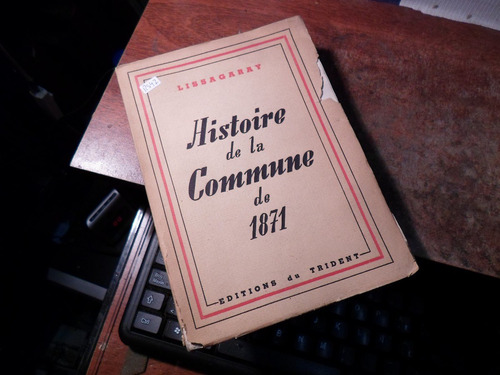 LISSAGARAY
Histoire
de la
Commune
de
1871
EDITIONS du TRIDENT